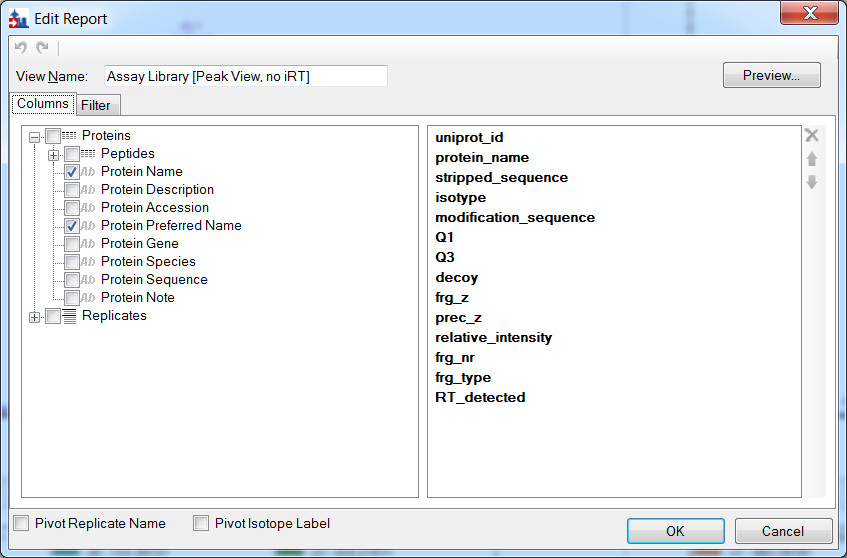 Edit Report
View Name: Assay Library [Peak View, no iRT]
Preview...
Columns Filter
Proteins
Peptides
Ab Protein Name
Ab Protein Description
Ab Protein Accession
Ab Protein Preferred Name
Ab Protein Gene
Ab Protein Species
Ab Protein Sequence
Ab Protein Note
Replicates
uniprot_id
protein_name
stripped_sequence
isotype
modification_sequence
Q1
Q3
decoy
frg_z
prec_z
relative_intensity
frg_nr
frg_type
RT_detected
Pivot Replicate Name Pivot Isotope Label
OK Cancel